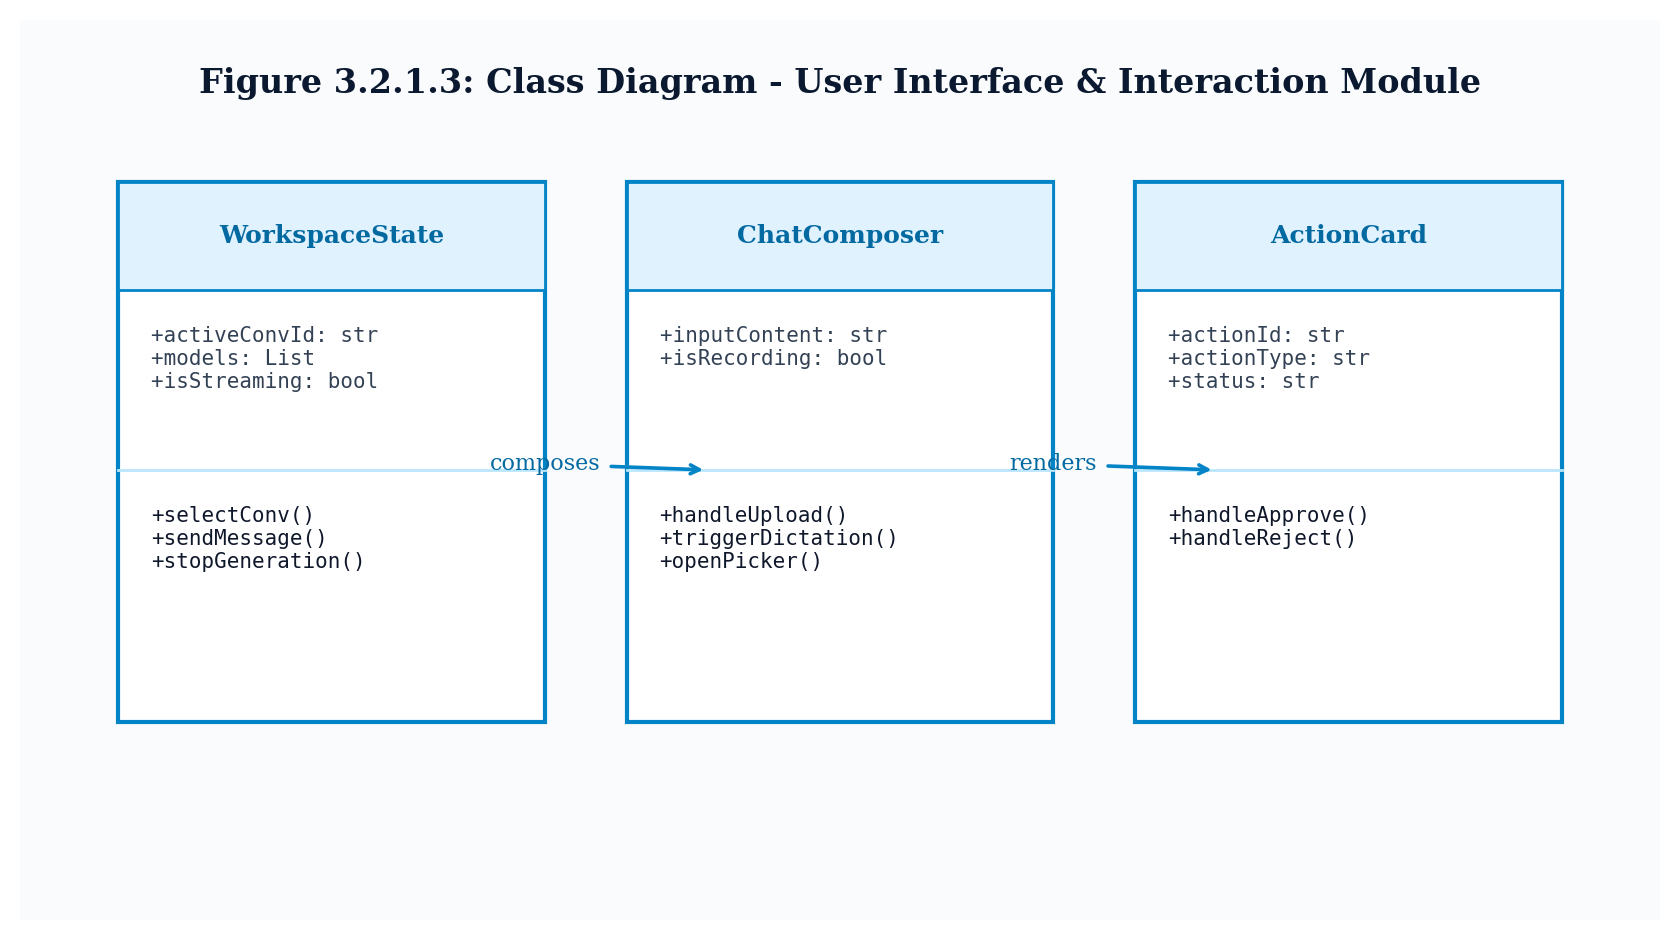 Figure 3.2.1.3: Class Diagram - User Interface & Interaction Module
WorkspaceState
+activeConvId: str
+models: List
+isStreaming: bool
+selectConv()
+sendMessage()
+stopGeneration()
composes
ChatComposer
+inputContent: str
+isRecording: bool
+handleUpload()
+triggerDictation()
+openPicker()
renders
ActionCard
+actionId: str
+actionType: str
+status: str
+handleApprove()
+handleReject()